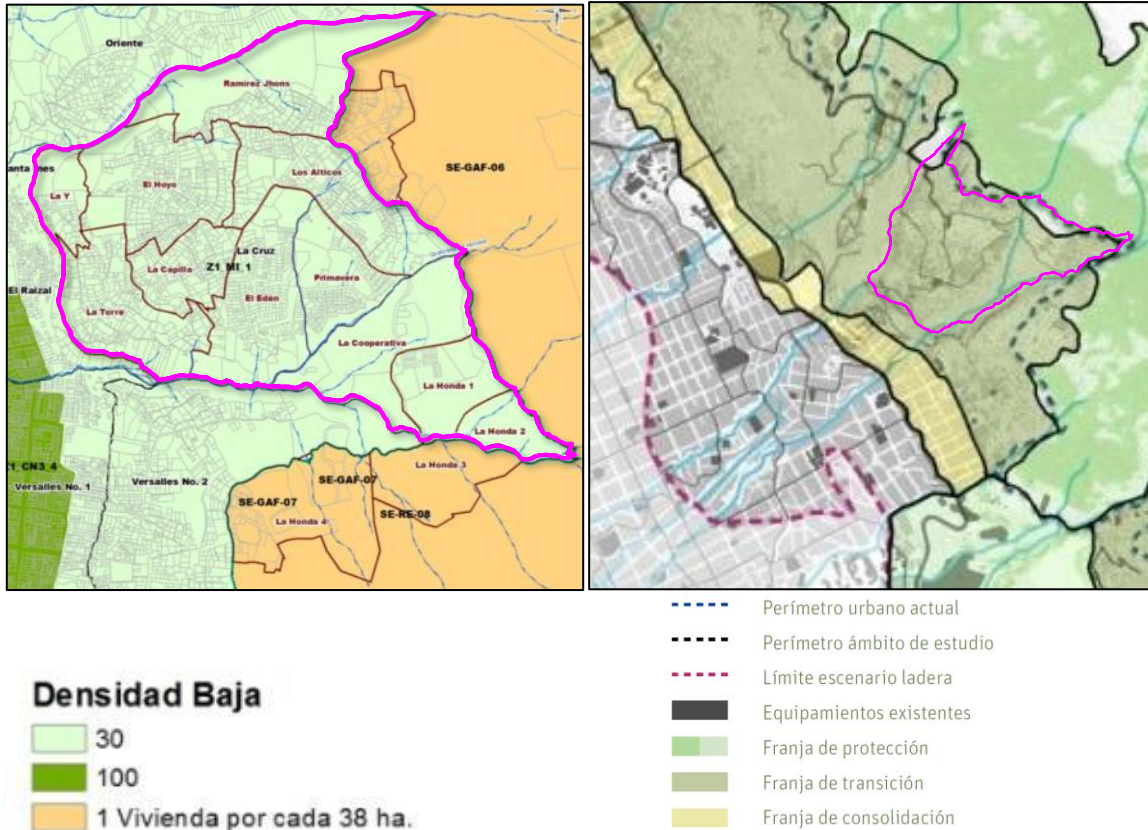 Oriente
Ramirez Jhons
SE-GAF-06
Los Alticos
El Hoyo
La Y
La Cruz
La Capilla
Z1_MI_1
Primavera
El Raizal
El Edén
La Torre
La Cooperativa
La Honda 1
La Honda 2
Z1_CN3_4
Versalles No. 1
Versalles No. 2
La Honda 3
SE-GAF-07
SE-GAF-07
SE-RE-08
La Honda 4
Densidad Baja
30
100
1 Vivienda por cada 38 ha.
Perímetro urbano actual
Perímetro ámbito de estudio
Límite escenario ladera
Equipamientos existentes
Franja de protección
Franja de transición
Franja de consolidación